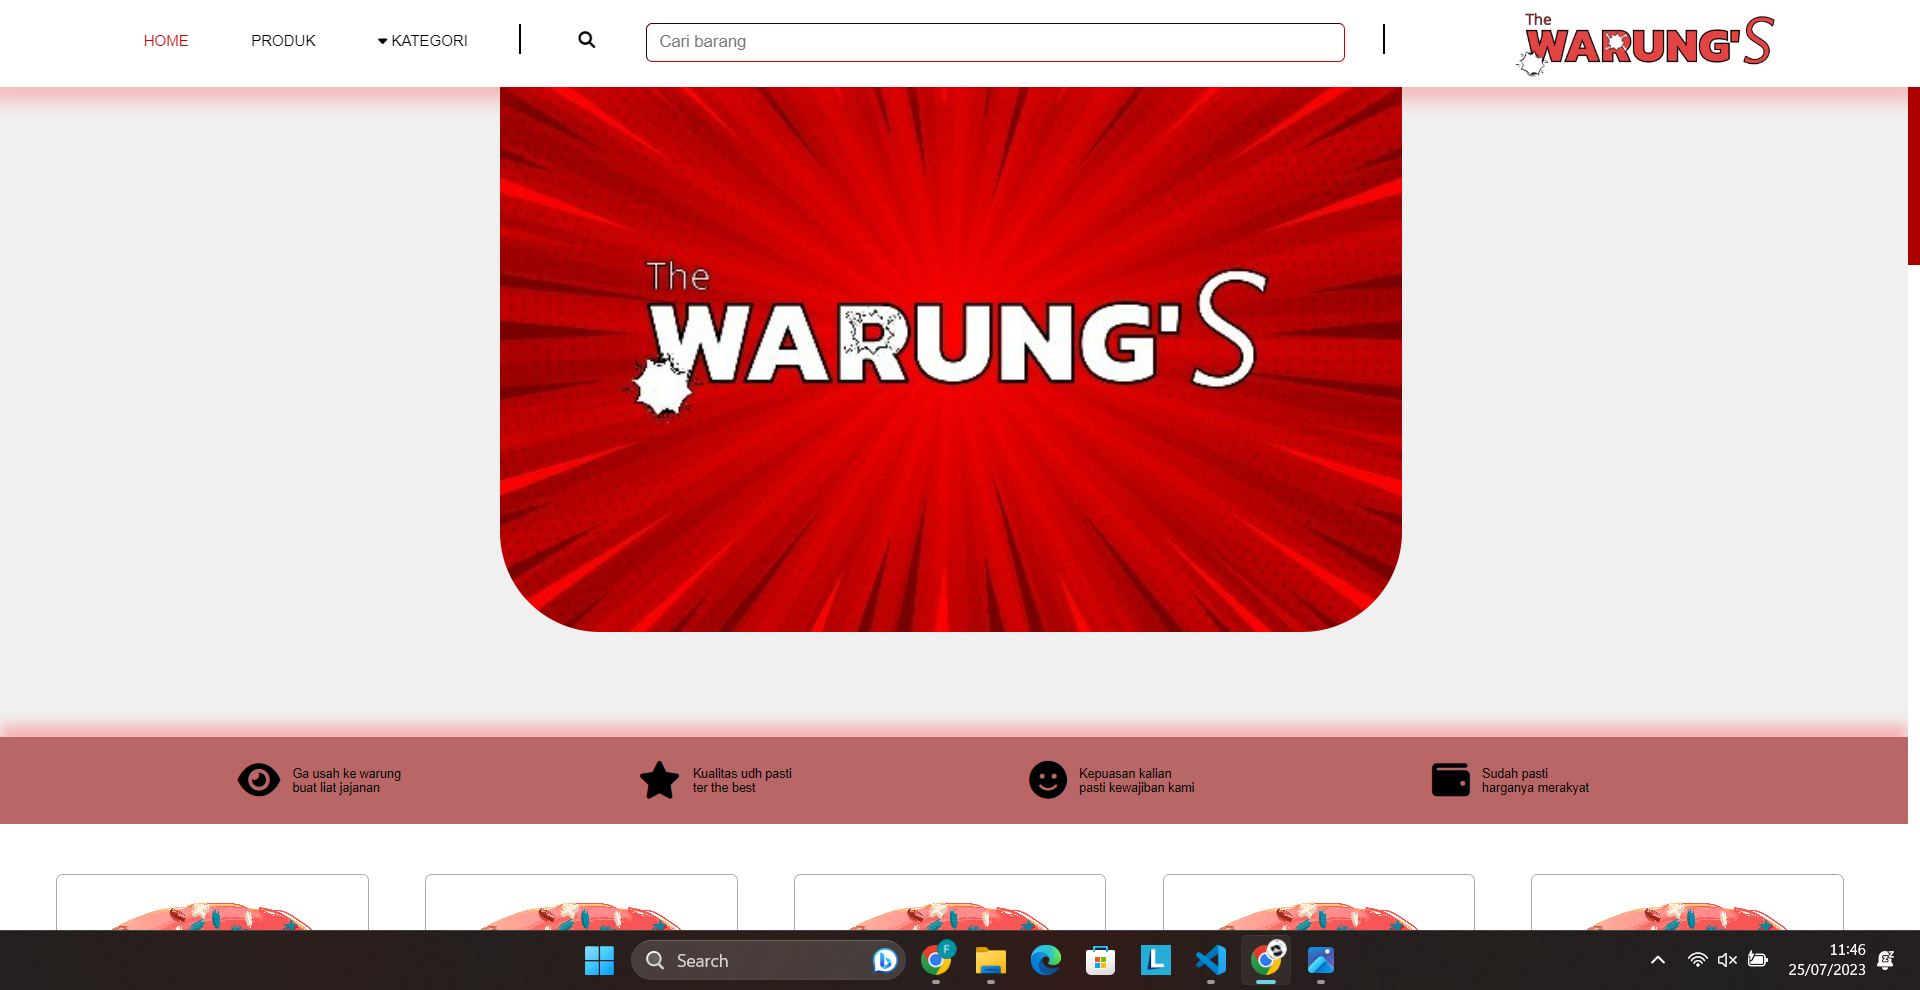 HOME
PRODUK
KATEGORI
Cari barang
The
WARUNG'S
The
WARUNG'S
Ga usah ke warung
buat liat jajanan
Kualitas udh pasti
ter the best
Kepuasan kalian
pasti kewajiban kami
Sudah pasti
harganya merakyat
Search
F
L
11:46
25/07/2023